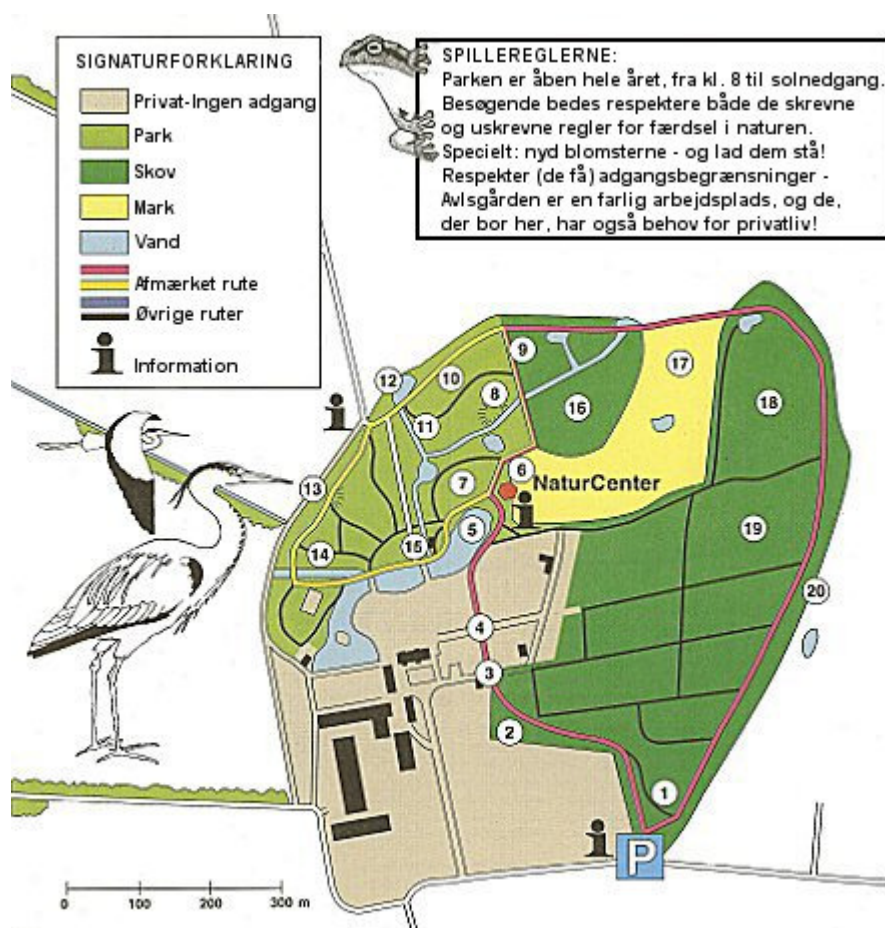 SIGNATURFORKLARING
Privat-Ingen adgang
Park
Skov
Mark
Vand
Afmærket rute
Øvrige ruter
Information
SPILLEREGLERNE:
Parken er åben hele året, fra kl. 8 til solnedgang.
Besøgende bedes respektere både de skrevne
og uskrevne regler for færdsel i naturen.
Specielt: nyd blomsterne - og lad dem stå!
Respekter (de få) adgangsbegrænsninger -
Avlsgården er en farlig arbejdsplads, og de,
der bor her, har også behov for privatliv!
9
17
12
10
8
16
18
11
6
NaturCenter
13
7
5
19
14
15
20
4
3
2
1
P
0 100 200 300 m